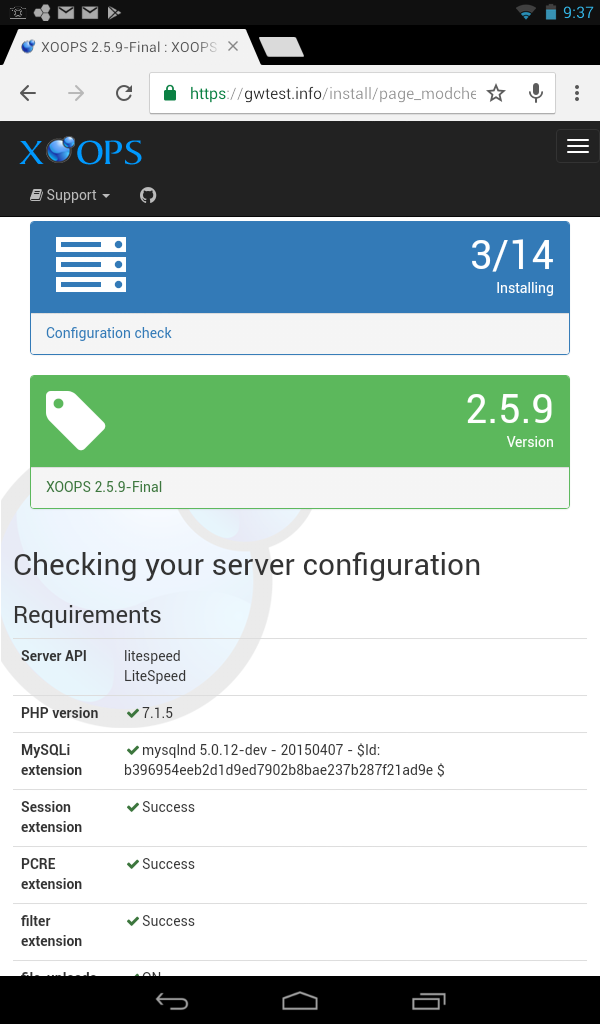 9:37
XOOPS 2.5.9-Final : XOOPS
https://gwtest.info/install/page_modche
XOOPS
Support
3/14
Installing
Configuration check
2.5.9
Version
XOOPS 2.5.9-Final
Checking your server configuration
Requirements
Server API litespeed
LiteSpeed
PHP version 7.1.5
MySQLi extension mysqlnd 5.0.12-dev - 20150407 - $Id:
b396954eeb2d1d9ed7902b8bae237b287f21ad9e $
Session extension Success
PCRE extension Success
filter extension Success